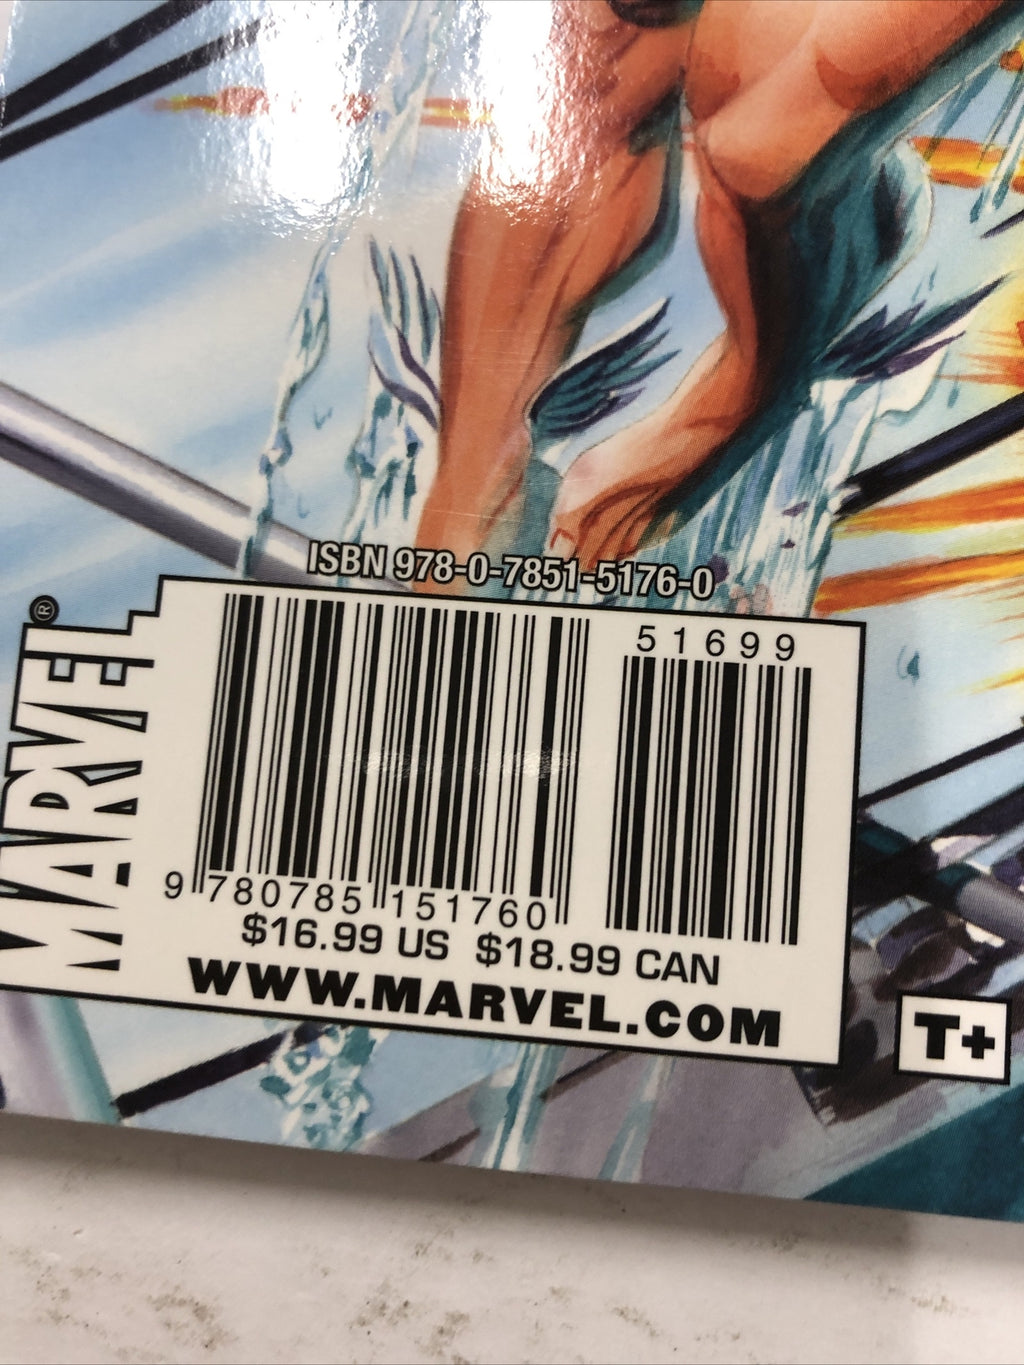 ISBN 978-0-7851-5176-0
MARVEL®
51699
9 780785 151760
$16.99 US $18.99 CAN
WWW.MARVEL.COM
T+